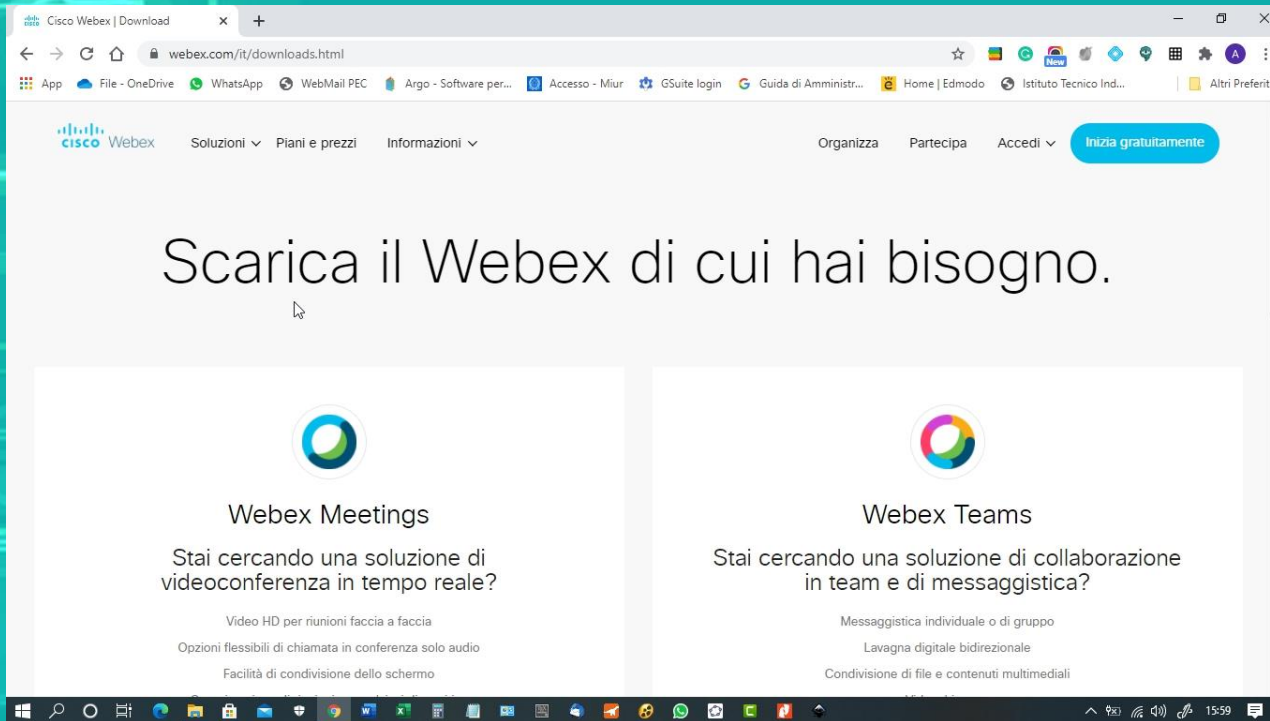 Cisco Webex | Download
webex.com/it/downloads.html
New
A
App File - OneDrive WhatsApp WebMail PEC Argo - Software per... Accesso - Miur GSuite login Guida di Amministr... Home | Edmodo Istituto Tecnico Ind... Altri Preferit
CISCO Webex Soluzioni Piani e prezzi Informazioni Organizza Partecipa Accedi Inizia gratuitamente
Scarica il Webex di cui hai bisogno.
Webex Meetings
Stai cercando una soluzione di
videoconferenza in tempo reale?
Video HD per riunioni faccia a faccia
Opzioni flessibili di chiamata in conferenza solo audio
Facilità di condivisione dello schermo
Webex Teams
Stai cercando una soluzione di collaborazione
in team e di messaggistica?
Messaggistica individuale o di gruppo
Lavagna digitale bidirezionale
Condivisione di file e contenuti multimediali
15:59